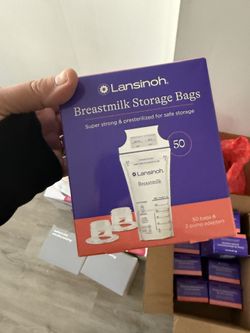 Lansinoh®
Breastmilk Storage Bags
Super strong & presterilized for safe storage
50
Lansinoh
Breastmilk
50 bags &
2 pump adapters